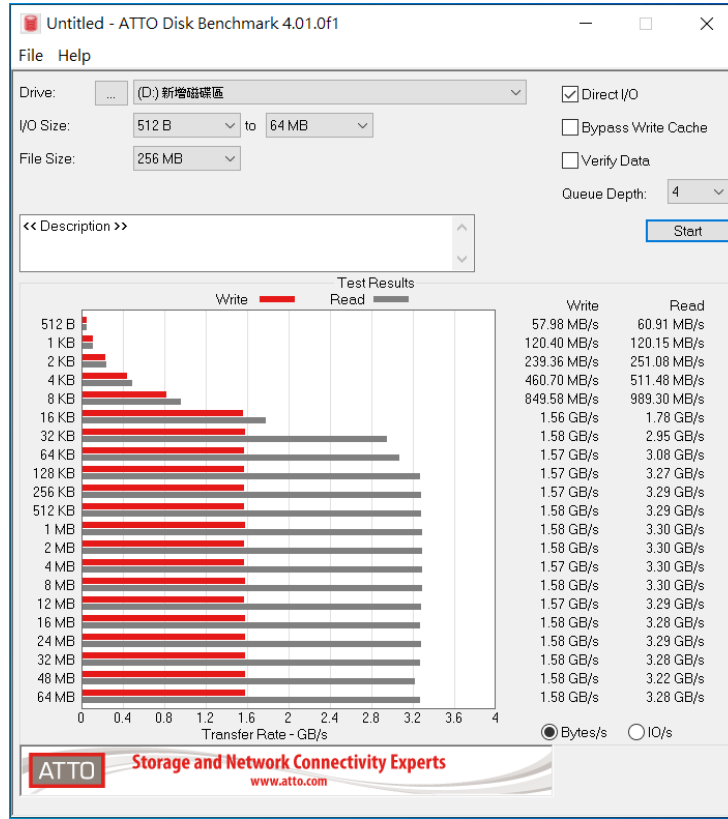 Untitled - ATTO Disk Benchmark 4.01.0f1
File Help
Drive: ... (D:) 新增磁碟區 Direct I/O
I/O Size: 512 B to 64 MB Bypass Write Cache
File Size: 256 MB Verify Data
Queue Depth: 4
<< Description >> Start
Test Results
Write Read Write Read
512 B 57.98 MB/s 60.91 MB/s
1 KB 120.40 MB/s 120.15 MB/s
2 KB 239.36 MB/s 251.08 MB/s
4 KB 460.70 MB/s 511.48 MB/s
8 KB 849.58 MB/s 989.30 MB/s
16 KB 1.56 GB/s 1.78 GB/s
32 KB 1.58 GB/s 2.95 GB/s
64 KB 1.57 GB/s 3.08 GB/s
128 KB 1.57 GB/s 3.27 GB/s
256 KB 1.57 GB/s 3.29 GB/s
512 KB 1.58 GB/s 3.29 GB/s
1 MB 1.58 GB/s 3.30 GB/s
2 MB 1.58 GB/s 3.30 GB/s
4 MB 1.57 GB/s 3.30 GB/s
8 MB 1.58 GB/s 3.30 GB/s
12 MB 1.57 GB/s 3.29 GB/s
16 MB 1.58 GB/s 3.28 GB/s
24 MB 1.58 GB/s 3.29 GB/s
32 MB 1.58 GB/s 3.28 GB/s
48 MB 1.58 GB/s 3.22 GB/s
64 MB 1.58 GB/s 3.28 GB/s
0 0.4 0.8 1.2 1.6 2 2.4 2.8 3.2 3.6 4
Transfer Rate - GB/s Bytes/s IO/s
ATTO Storage and Network Connectivity Experts
www.atto.com